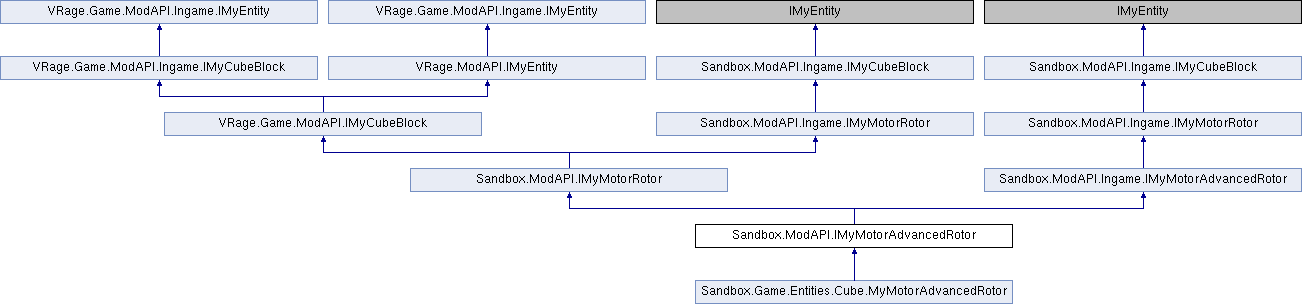 VRage.Game.ModAPI.Ingame.IMyEntity
VRage.Game.ModAPI.Ingame.IMyEntity
IMyEntity
IMyEntity
VRage.Game.ModAPI.Ingame.IMyCubeBlock
VRage.ModAPI.IMyEntity
Sandbox.ModAPI.Ingame.IMyCubeBlock
Sandbox.ModAPI.Ingame.IMyCubeBlock
VRage.Game.ModAPI.IMyCubeBlock
Sandbox.ModAPI.Ingame.IMyMotorRotor
Sandbox.ModAPI.Ingame.IMyMotorRotor
Sandbox.ModAPI.IMyMotorRotor
Sandbox.ModAPI.Ingame.IMyMotorAdvancedRotor
Sandbox.ModAPI.IMyMotorAdvancedRotor
Sandbox.Game.Entities.Cube.MyMotorAdvancedRotor